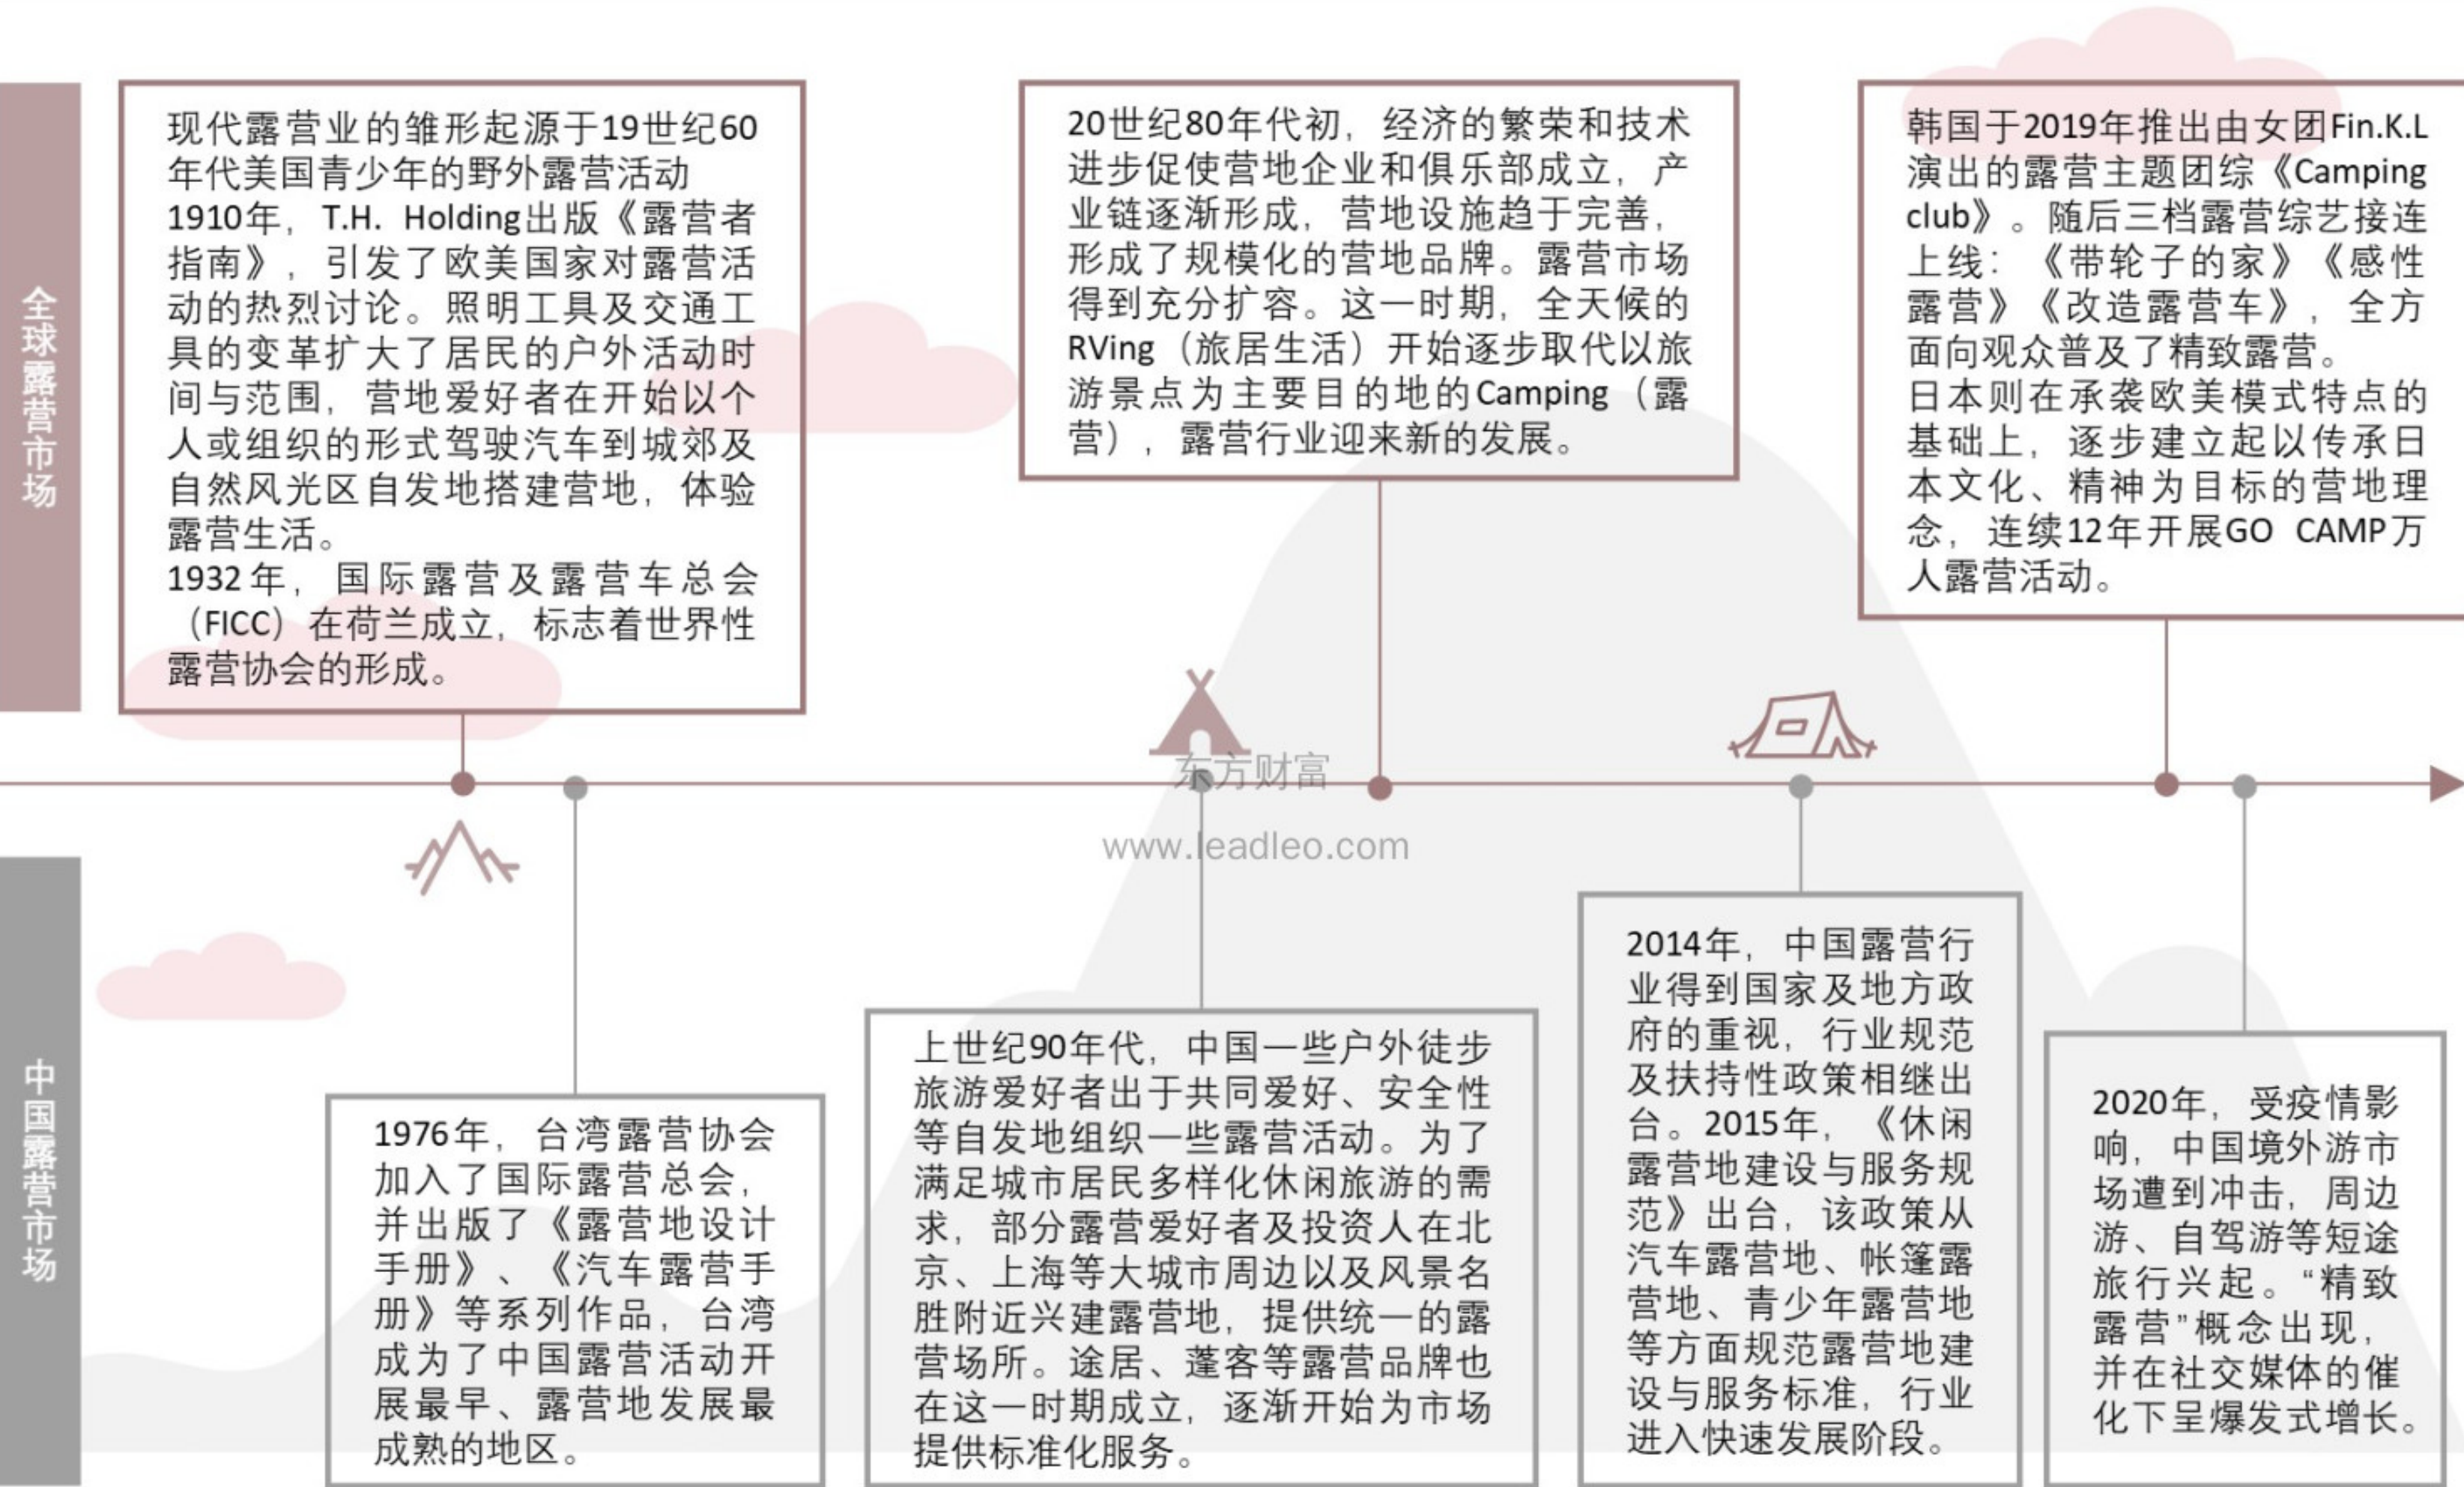 全球露营市场
现代露营业的雏形起源于19世纪60
年代美国青少年的野外露营活动
1910年，T.H. Holding出版《露营者
指南》，引发了欧美国家对露营活
动的热烈讨论。照明工具及交通工
具的变革扩大了居民的户外活动时
间与范围，营地爱好者在开始以个
人或组织的形式驾驶汽车到城郊及
自然风光区自发地搭建营地，体验
露营生活。
1932年，国际露营及露营车总会
（FICC）在荷兰成立，标志着世界性
露营协会的形成。
20世纪80年代初，经济的繁荣和技术
进步促使营地企业和俱乐部成立，产
业链逐渐形成，营地设施趋于完善，
形成了规模化的营地品牌。露营市场
得到充分扩容。这一时期，全天候的
RVing（旅居生活）开始逐步取代以旅
游景点为主要目的地的Camping（露
营），露营行业迎来新的发展。
韩国于2019年推出由女团Fin.K.L
演出的露营主题团综《Camping
club》。随后三档露营综艺接连
上线：《带轮子的家》《感性
露营》《改造露营车》，全方
面向观众普及了精致露营。
日本则在承袭欧美模式特点的
基础上，逐步建立起以传承日
本文化、精神为目标的营地理
念，连续12年开展GO CAMP万
人露营活动。
东方财富
www.leadleo.com
中国露营市场
1976年，台湾露营协会
加入了国际露营总会，
并出版了《露营地设计
手册》、《汽车露营手
册》等系列作品，台湾
成为了中国露营活动开
展最早、露营地发展最
成熟的地区。
上世纪90年代，中国一些户外徒步
旅游爱好者出于共同爱好、安全性
等自发地组织一些露营活动。为了
满足城市居民多样化休闲旅游的需
求，部分露营爱好者及投资人在北
京、上海等大城市周边以及风景名
胜附近兴建露营地，提供统一的露
营场所。途居、蓬客等露营品牌也
在这一时期成立，逐渐开始为市场
提供标准化服务。
2014年，中国露营行
业得到国家及地方政
府的重视，行业规范
及扶持性政策相继出
台。2015年，《休闲
露营地建设与服务规
范》出台，该政策从
汽车露营地、帐篷露
营地、青少年露营地
等方面规范露营地建
设与服务标准，行业
进入快速发展阶段。
2020年，受疫情影
响，中国境外游市
场遭到冲击，周边
游、自驾游等短途
旅行兴起。“精致
露营”概念出现，
并在社交媒体的催
化下呈爆发式增长。